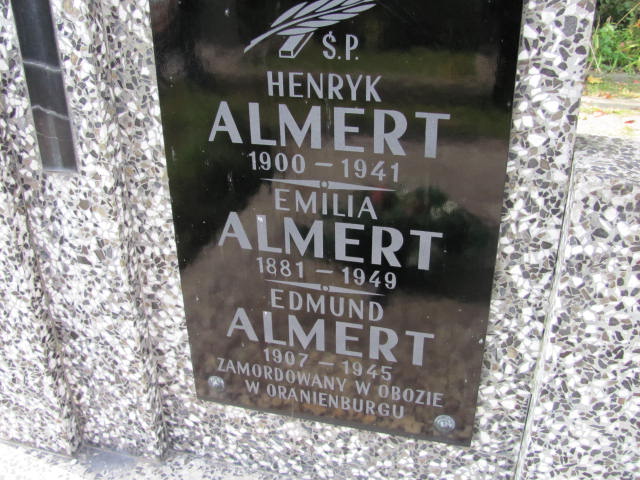 Ś.P.
HENRYK
ALMERT
1900 – 1941
EMILIA
ALMERT
1881 – 1949
EDMUND
ALMERT
1907 – 1945
ZAMORDOWANY W OBOZIE
W ORANIENBURGU